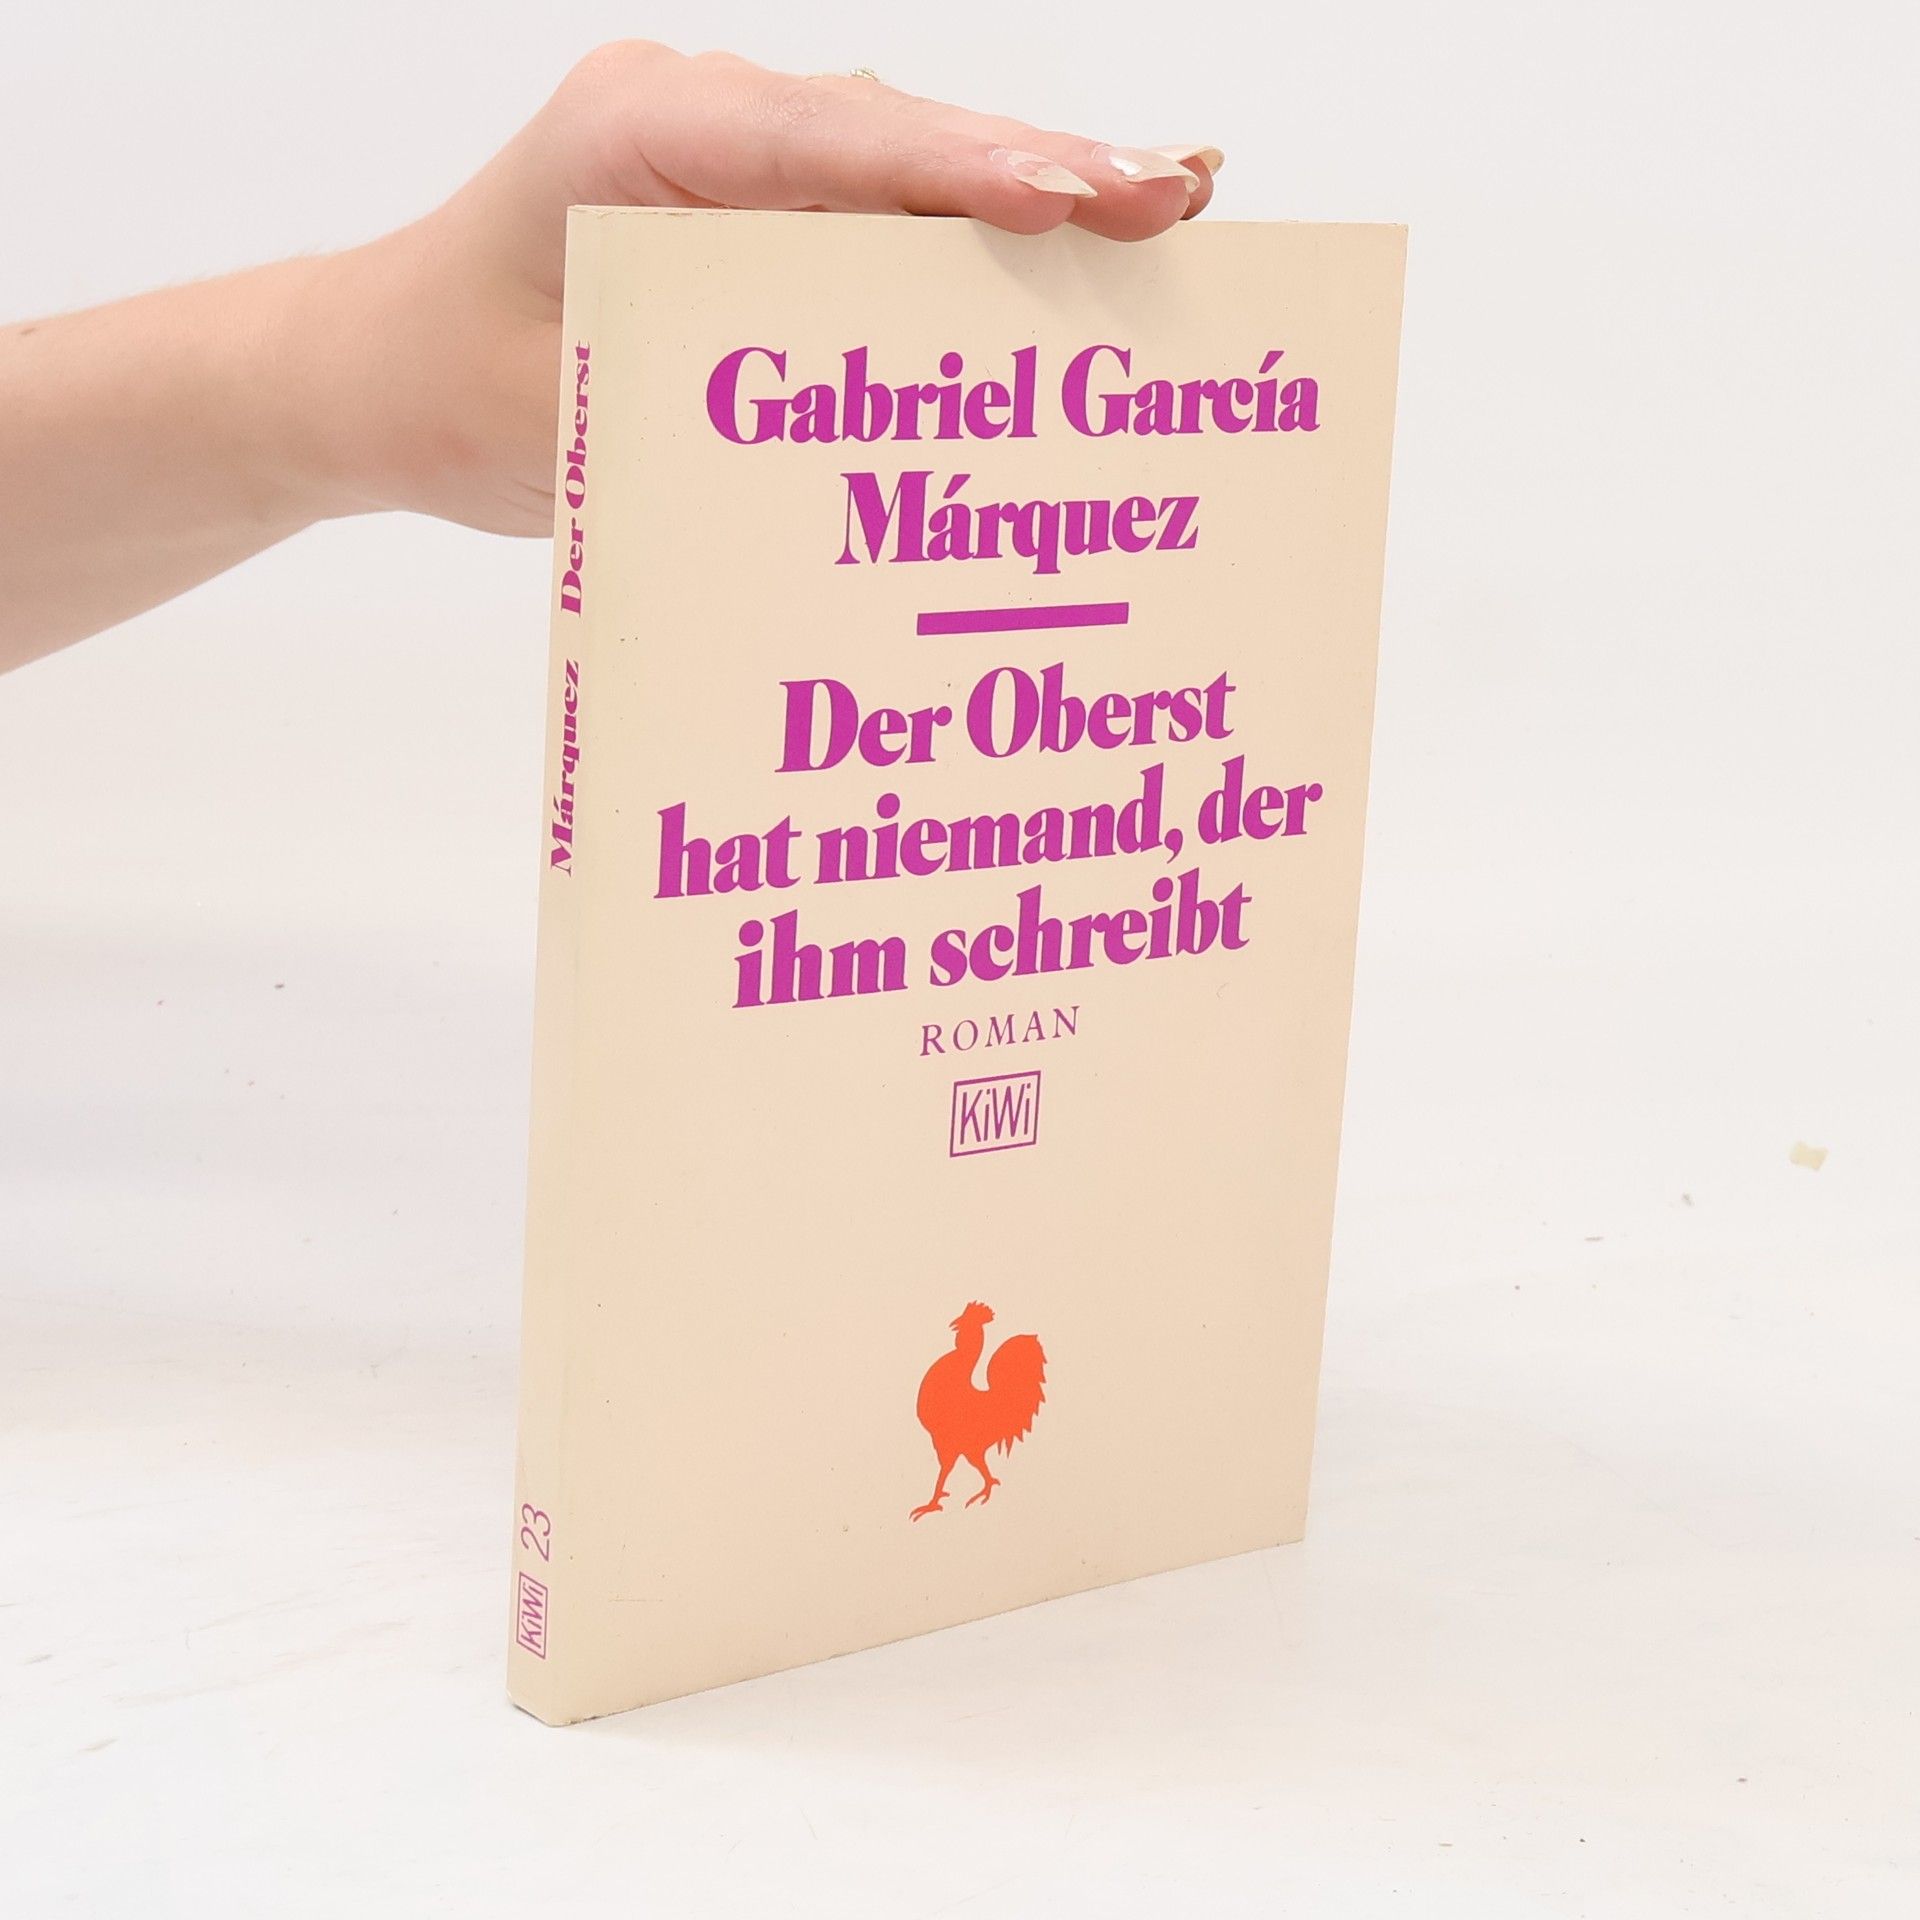 Gabriel García
Márquez
Der Oberst
hat niemand, der
ihm schreibt
ROMAN
KiWi
Márquez Der Oberst
KiWi 23